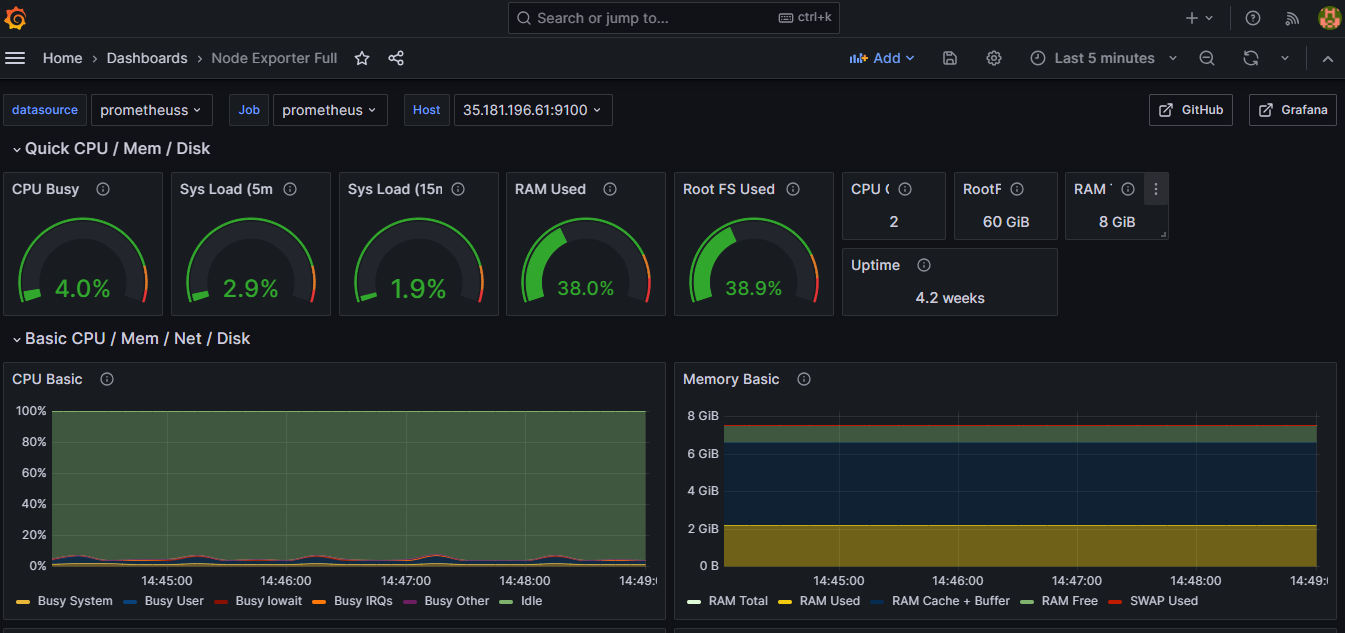 Search or jump to... ctrl+k
Home › Dashboards › Node Exporter Full Add Last 5 minutes
datasource prometheuss Job prometheus Host 35.181.196.61:9100 GitHub Grafana
Quick CPU / Mem / Disk
CPU Busy Sys Load (5m Sys Load (15m RAM Used Root FS Used CPU RootF RAM
4.0% 2.9% 1.9% 38.0% 38.9% 2 60 GiB 8 GiB
Uptime
4.2 weeks
Basic CPU / Mem / Net / Disk
CPU Basic
100%
80%
60%
40%
20%
0%
14:45:00 14:46:00 14:47:00 14:48:00 14:49:
Busy System Busy User Busy Iowait Busy IRQs Busy Other Idle
Memory Basic
8 GiB
6 GiB
4 GiB
2 GiB
0 B
14:45:00 14:46:00 14:47:00 14:48:00 14:49:
RAM Total RAM Used RAM Cache + Buffer RAM Free SWAP Used